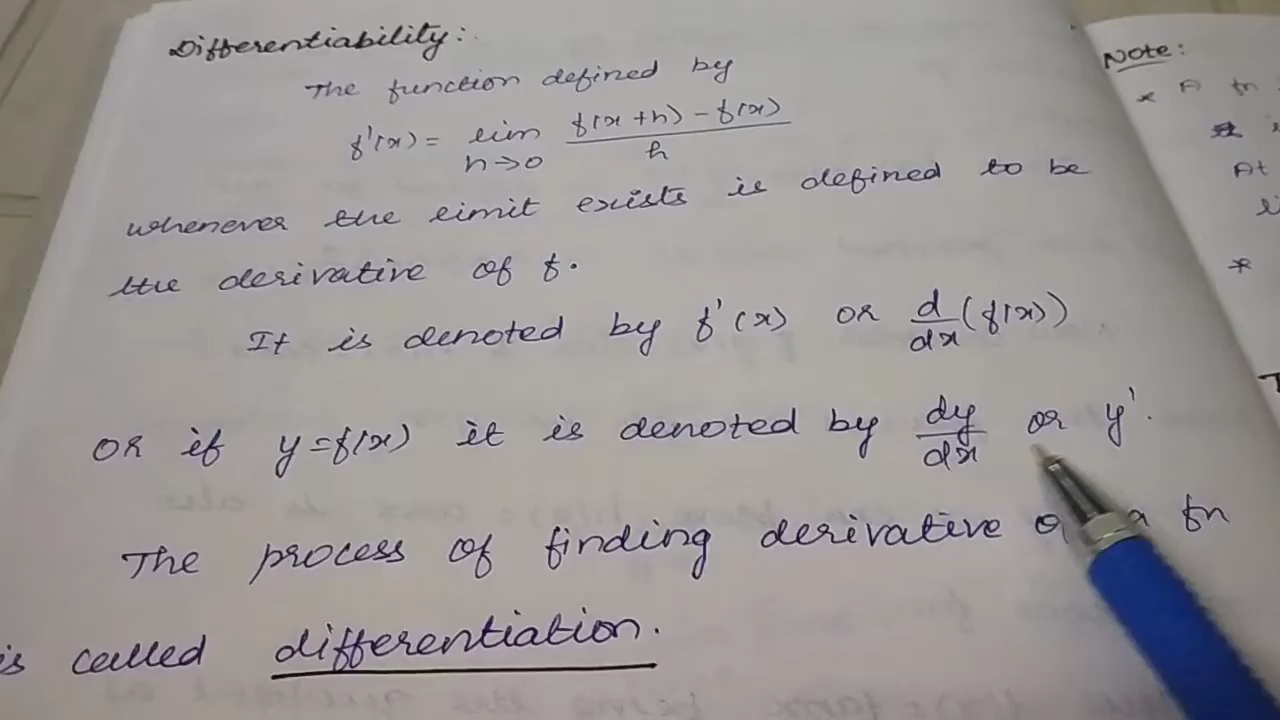 Differentiability:
The function defined by
f'(x) = lim h→0 f(x+h) - f(x) / h
whenever the limit exists is defined to be
the derivative of f.
It is denoted by f'(x) or d/dx (f(x))
or if y=f(x) it is denoted by dy/dx or y'.
The process of finding derivative a fn
is called differentiation.
Note:
* A fn
At
*